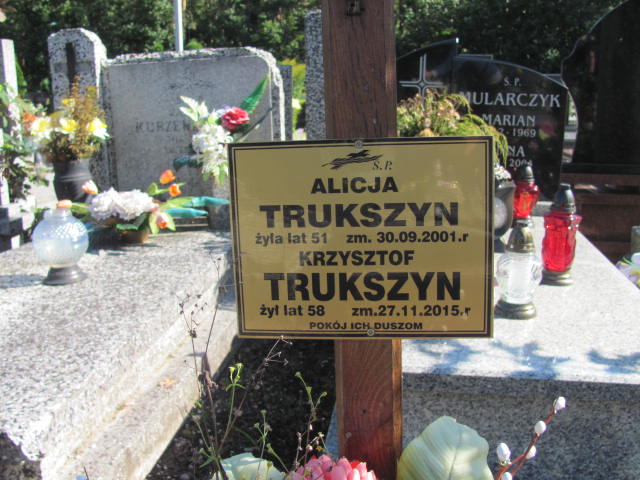 Ś.P.
ALICJA
TRUKSZYN
żyła lat 51 zm. 30.09.2001.r
KRZYSZTOF
TRUKSZYN
żył lat 58 zm.27.11.2015.r
POKÓJ ICH DUSZOM
Ś.P.
MULARCZYK
MARIAN
1969